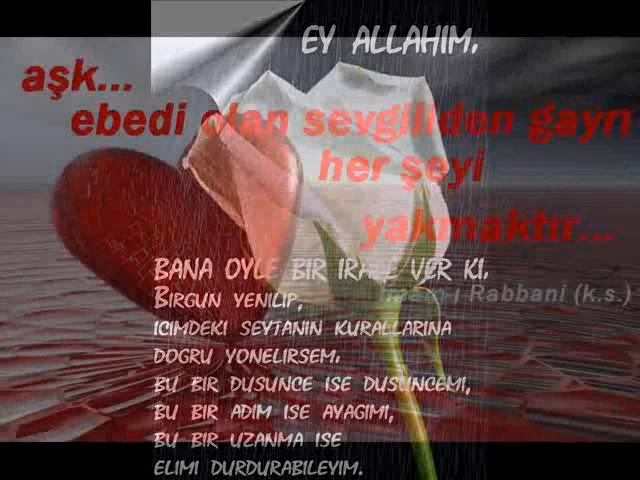 EY ALLAHIM,
aşk...
ebedi olan sevgiliden gayrı
her şeyi
yakmaktır...
BANA OYLE BIR IRADE VER KI,
İmam-ı Rabbani (k.s.)
BIRGUN YENILIP,
ICIMDEKI SEYTANIN KURALLARINA
DOGRU YONELIRSEM,
BU BIR DUSUNCE ISE DUSUNCEMI,
BU BIR ADIM ISE AYAGIMI,
BU BIR UZANMA ISE
ELIMI DURDURABILEYIM.